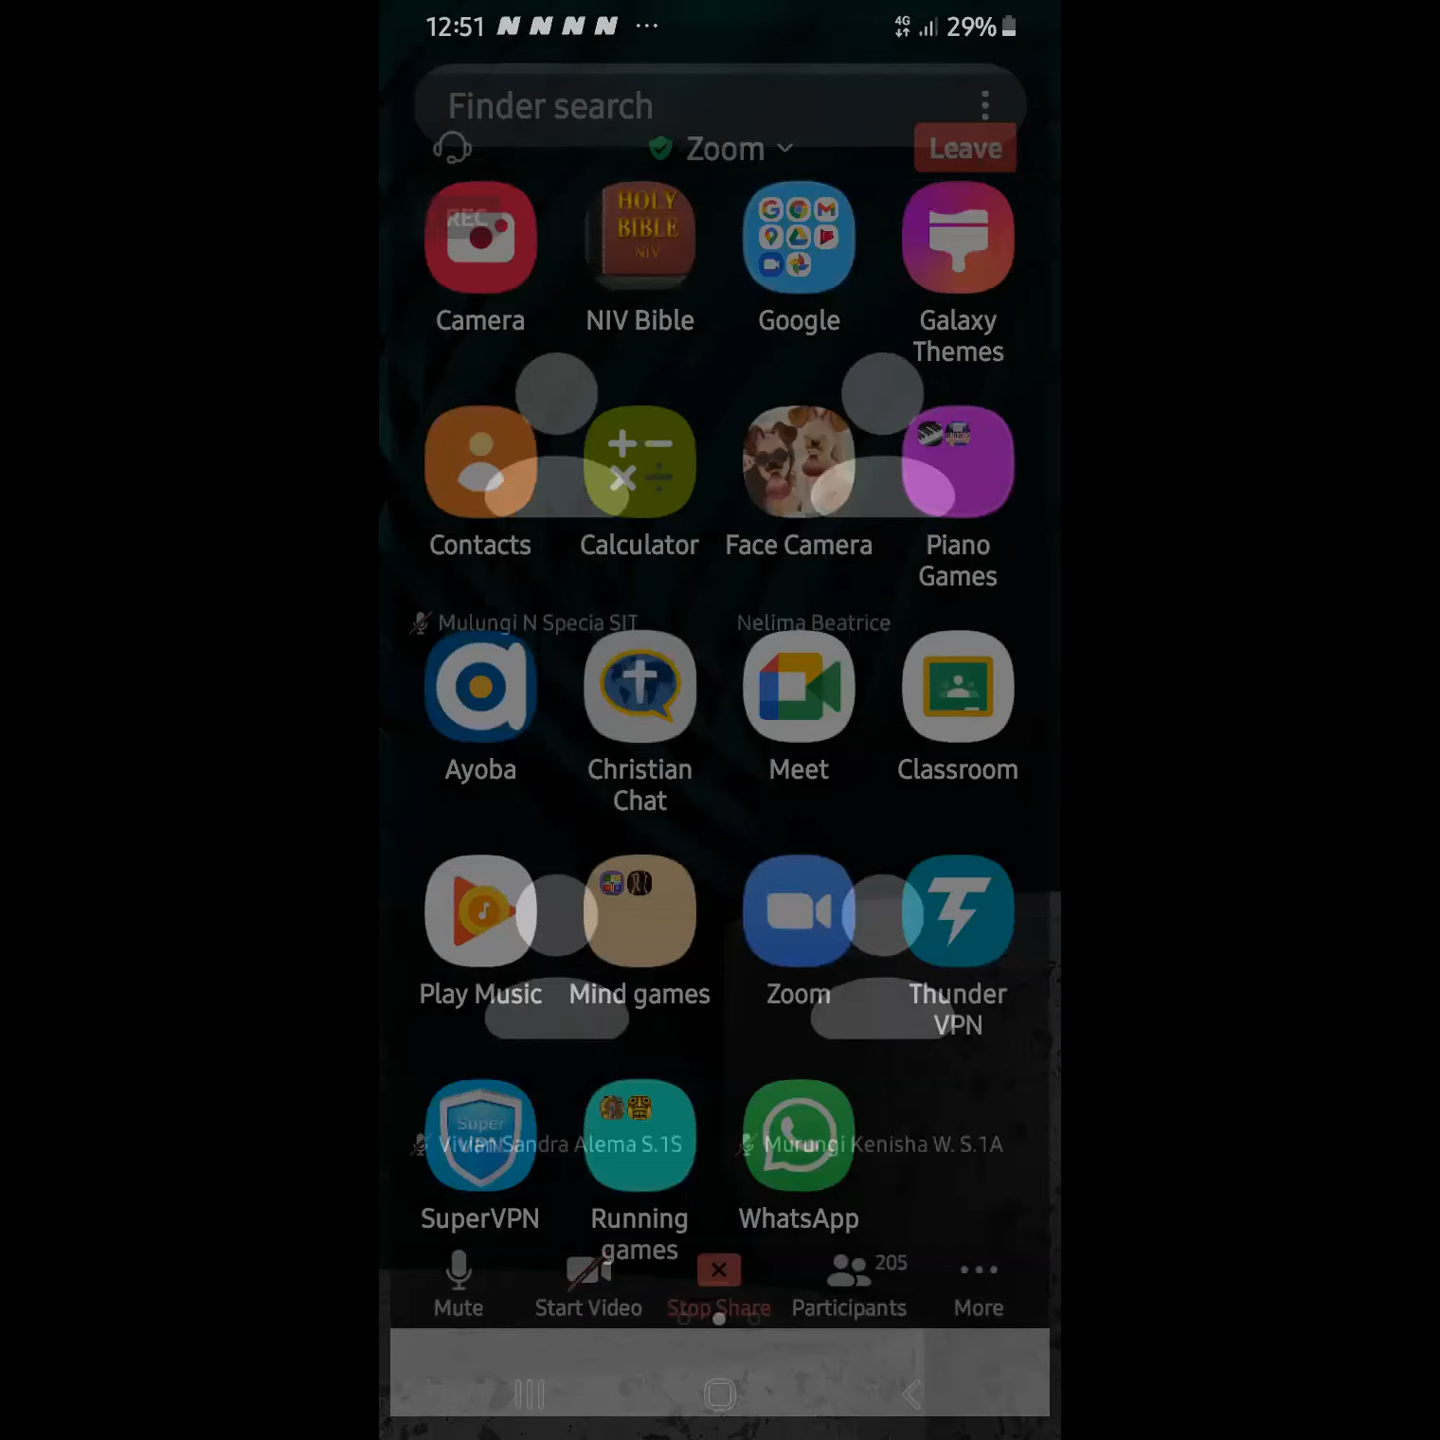 12:51 N N N N ... 4G 29%
Finder search
Zoom Leave
REC
HOLY
BIBLE
NIV
Camera NIV Bible Google Galaxy
Themes
Contacts Calculator Face Camera Piano
Games
Mulungi N Specia SIT Nelima Beatrice
Ayoba Christian Meet Classroom
Chat
Play Music Mind games Zoom Thunder
VPN
Super
VPN
Vivian Sandra Alema S.1S Murungi Kenisha W. S.1A
SuperVPN Running WhatsApp
games
205
Mute Start Video Stop Share Participants More